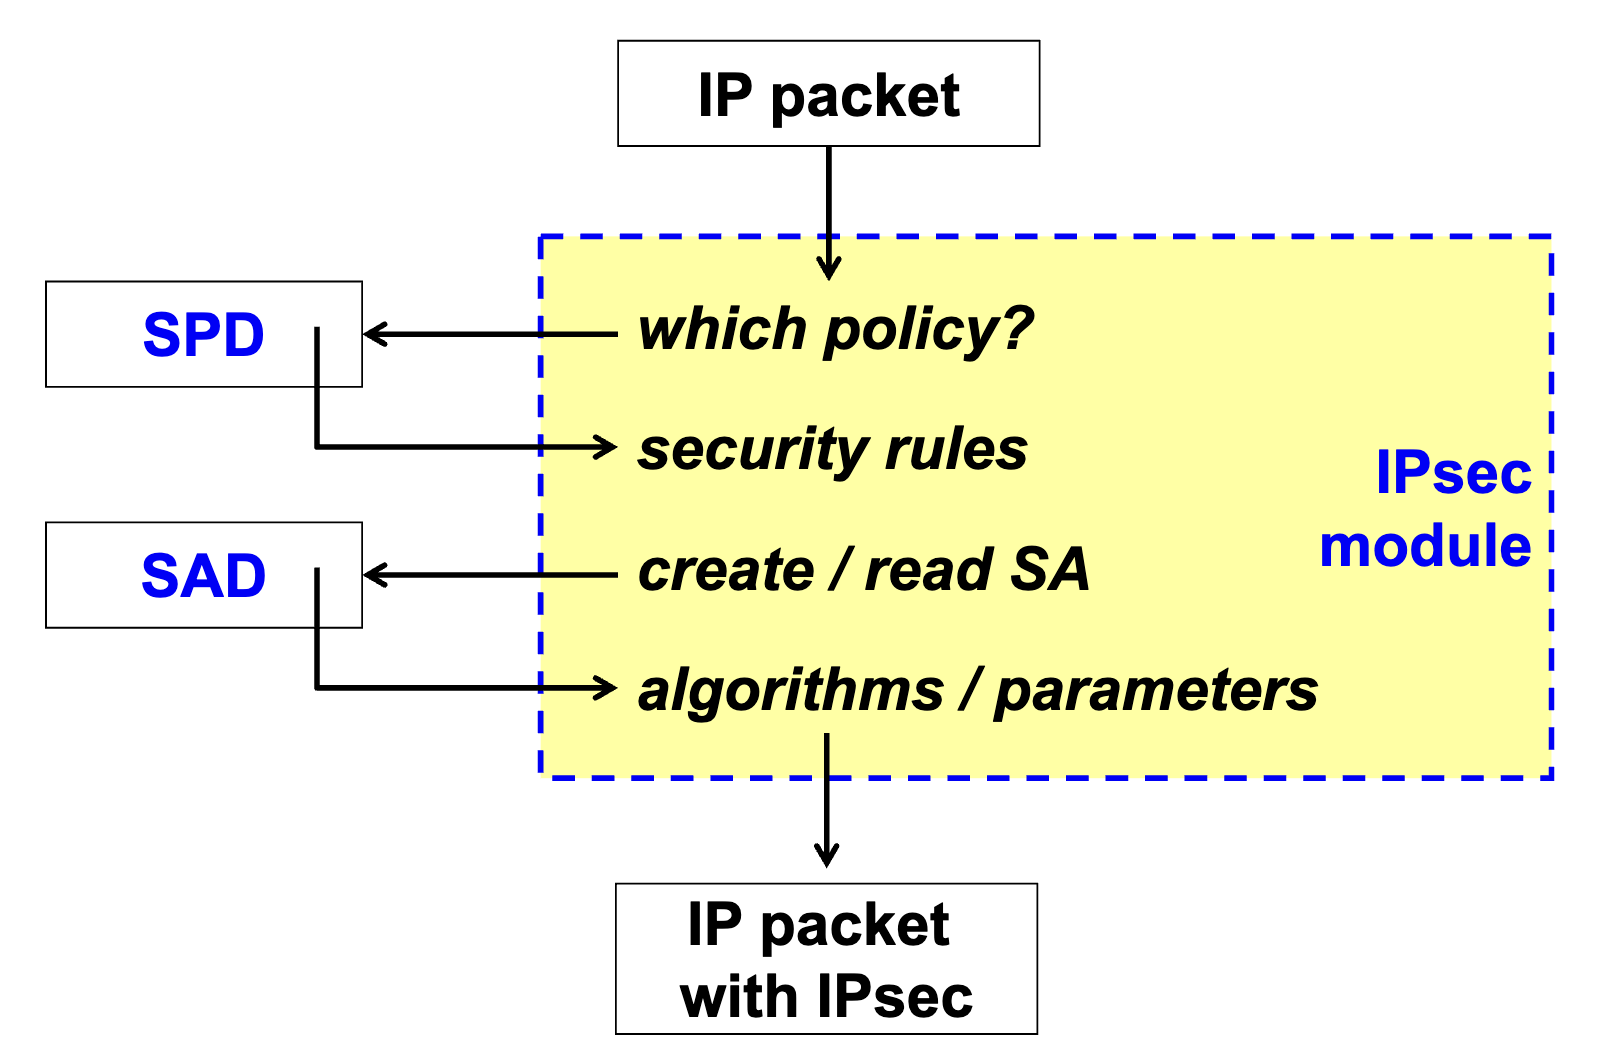 IP packet
SPD
which policy?
security rules
IPsec
module
SAD
create / read SA
algorithms / parameters
IP packet
with IPsec